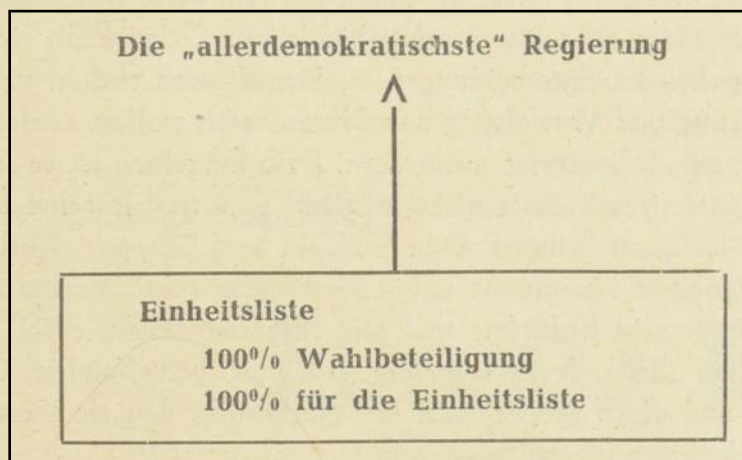 Die „allerdemokratischste“ Regierung
Einheitsliste
100% Wahlbeteiligung
100% für die Einheitsliste